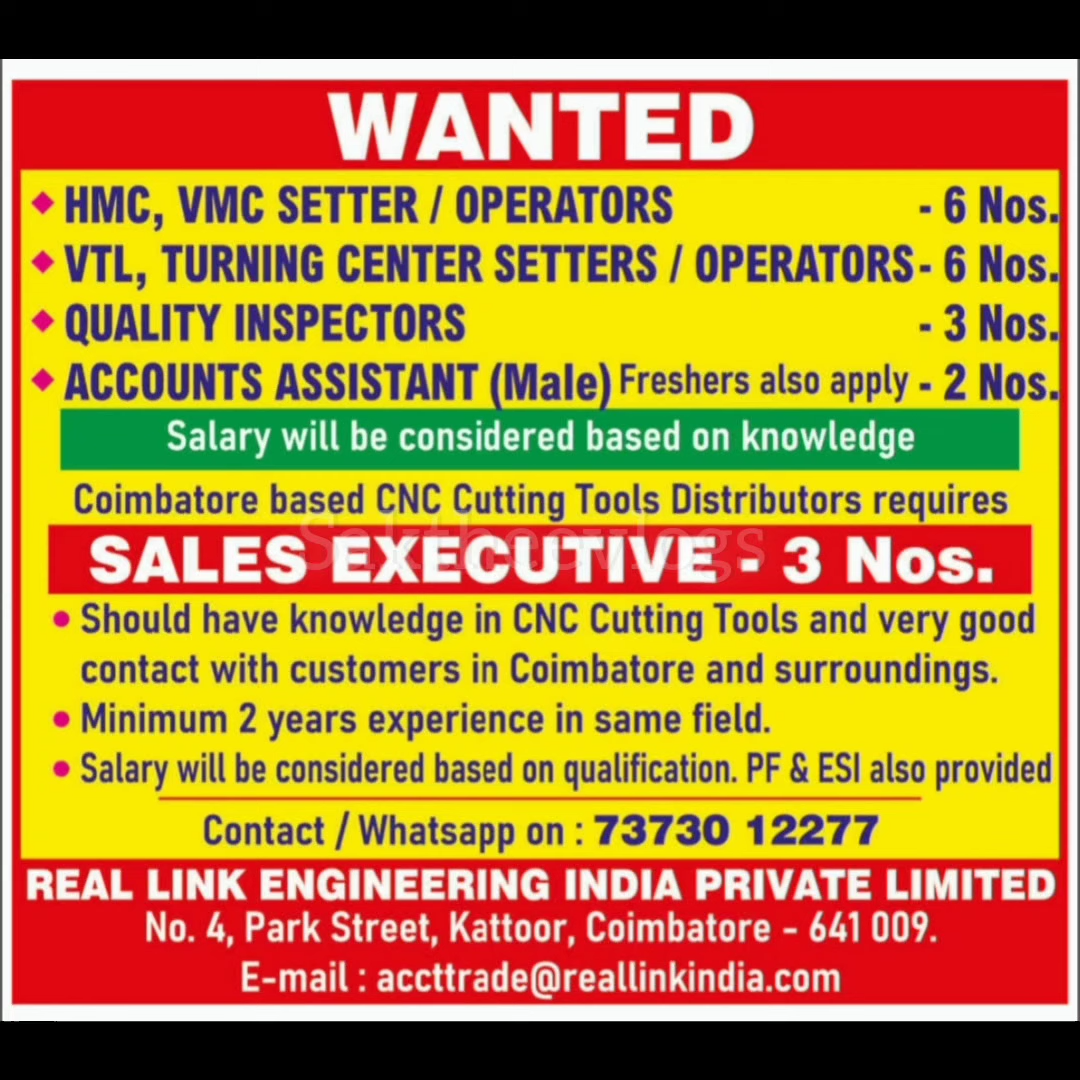 WANTED
HMC, VMC SETTER / OPERATORS - 6 Nos.
VTL, TURNING CENTER SETTERS / OPERATORS - 6 Nos.
QUALITY INSPECTORS - 3 Nos.
ACCOUNTS ASSISTANT (Male) Freshers also apply - 2 Nos.
Salary will be considered based on knowledge
Coimbatore based CNC Cutting Tools Distributors requires
Saktheevlogs
SALES EXECUTIVE - 3 Nos.
• Should have knowledge in CNC Cutting Tools and very good
contact with customers in Coimbatore and surroundings.
• Minimum 2 years experience in same field.
• Salary will be considered based on qualification. PF & ESI also provided
Contact / Whatsapp on : 73730 12277
REAL LINK ENGINEERING INDIA PRIVATE LIMITED
No. 4, Park Street, Kattoor, Coimbatore - 641 009.
E-mail : accttrade@reallinkindia.com